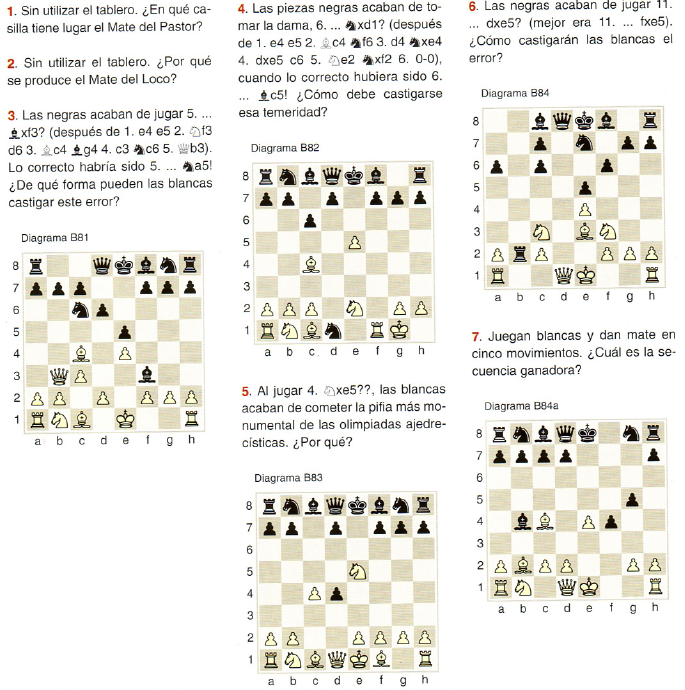 1. Sin utilizar el tablero. ¿En qué ca-
silla tiene lugar el Mate del Pastor?
2. Sin utilizar el tablero. ¿Por qué
se produce el Mate del Loco?
3. Las negras acaban de jugar 5. ...
♝xf3? (después de 1. e4 e5 2. ♘f3
d6 3. ♗c4 ♝g4 4. c3 ♞c6 5. ♕b3).
Lo correcto habría sido 5. ... ♞a5!
¿De qué forma pueden las blancas
castigar este error?
Diagrama B81
8
7
6
5
4
3
2
1
a b c d e f g h
4. Las piezas negras acaban de to-
mar la dama, 6. ... ♞xd1? (después
de 1. e4 e5 2. ♗c4 ♞f6 3. d4 ♞xe4
4. dxe5 c6 5. ♘e2 ♞xf2 6. 0-0),
cuando lo correcto hubiera sido 6.
... ♝c5! ¿Cómo debe castigarse
esa temeridad?
Diagrama B82
8
7
6
5
4
3
2
1
a b c d e f g h
5. Al jugar 4. ♘xe5??, las blancas
acaban de cometer la pifia más mo-
numental de las olimpiadas ajedre-
císticas. ¿Por qué?
Diagrama B83
8
7
6
5
4
3
2
1
a b c d e f g h
6. Las negras acaban de jugar 11.
... dxe5? (mejor era 11. ... fxe5).
¿Cómo castigarán las blancas el
error?
Diagrama B84
8
7
6
5
4
3
2
1
a b c d e f g h
7. Juegan blancas y dan mate en
cinco movimientos. ¿Cuál es la se-
cuencia ganadora?
Diagrama B84a
8
7
6
5
4
3
2
1
a b c d e f g h